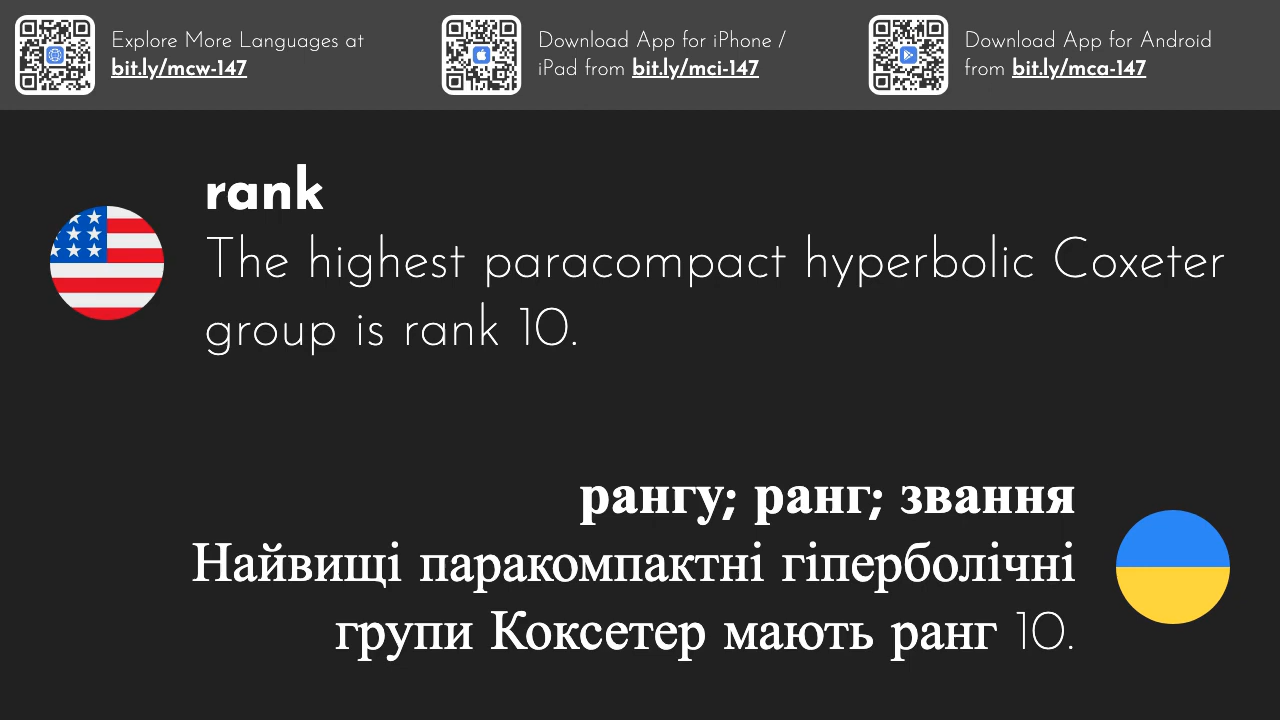 Explore More Languages at
bit.ly/mcw-147
Download App for iPhone /
iPad from bit.ly/mci-147
Download App for Android
from bit.ly/mca-147
rank
The highest paracompact hyperbolic Coxeter
group is rank 10.
рангу; ранг; звання
Найвищі паракомпактні гіперболічні
групи Коксетер мають ранг 10.